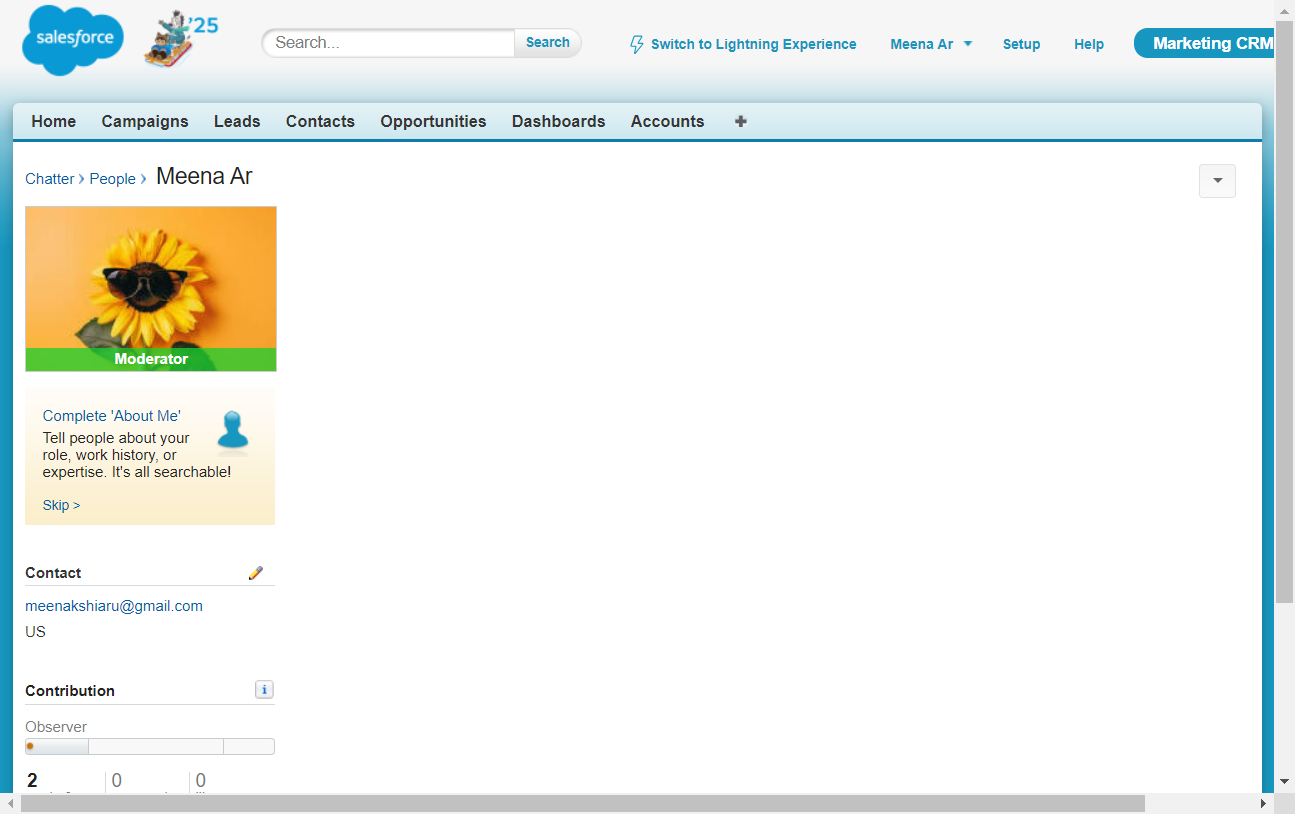 salesforce
'25
Search...
Search
Switch to Lightning Experience
Meena Ar
Setup
Help
Marketing CRM
Home
Campaigns
Leads
Contacts
Opportunities
Dashboards
Accounts
Chatter › People › Meena Ar
Moderator
Complete 'About Me'
Tell people about your
role, work history, or
expertise. It's all searchable!
Skip >
Contact
meenakshiaru@gmail.com
US
Contribution
Observer
2
0
0